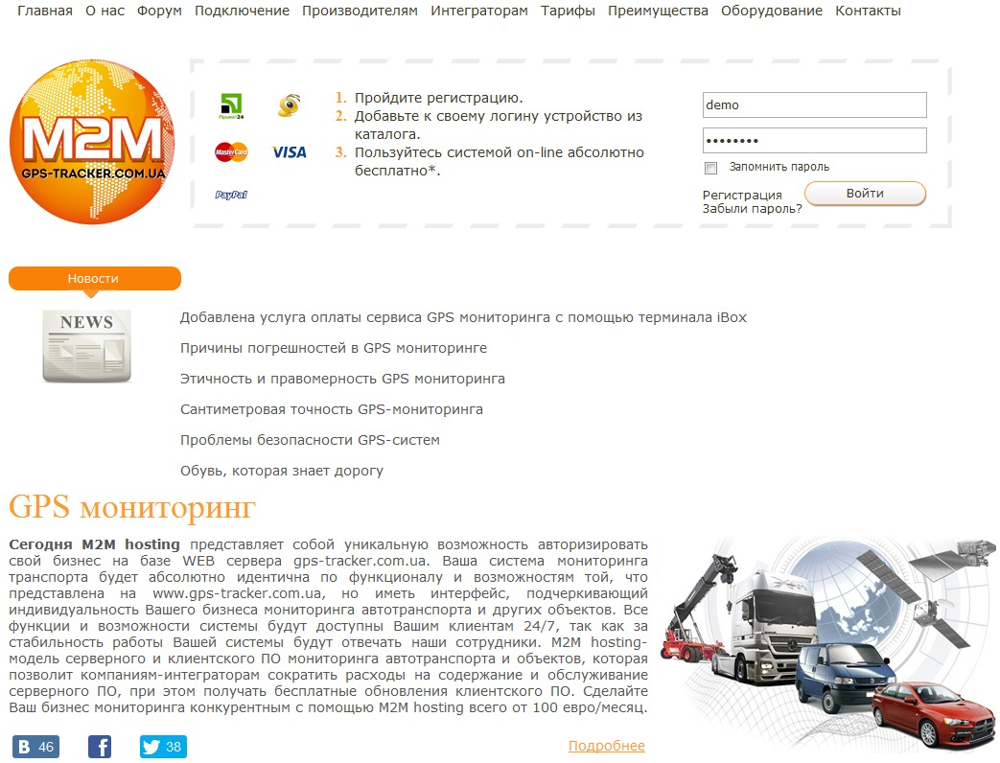 Главная О нас Форум Подключение Производителям Интеграторам Тарифы Преимущества Оборудование Контакты
M2M
GPS-TRACKER.COM.UA
Приват24
MasterCard
VISA
PayPal
1. Пройдите регистрацию.
2. Добавьте к своему логину устройство из
каталога.
3. Пользуйтесь системой on-line абсолютно
бесплатно*.
demo
••••••••
Запомнить пароль
Регистрация
Забыли пароль?
Войти
Новости
NEWS
Добавлена услуга оплаты сервиса GPS мониторинга с помощью терминала iBox
Причины погрешностей в GPS мониторинге
Этичность и правомерность GPS мониторинга
Сантиметровая точность GPS-мониторинга
Проблемы безопасности GPS-систем
Обувь, которая знает дорогу
GPS мониторинг
Сегодня M2M hosting представляет собой уникальную возможность авторизировать
свой бизнес на базе WEB сервера gps-tracker.com.ua. Ваша система мониторинга
транспорта будет абсолютно идентична по функционалу и возможностям той, что
представлена на www.gps-tracker.com.ua, но иметь интерфейс, подчеркивающий
индивидуальность Вашего бизнеса мониторинга автотранспорта и других объектов. Все
функции и возможности системы будут доступны Вашим клиентам 24/7, так как за
стабильность работы Вашей системы будут отвечать наши сотрудники. M2M hosting-
модель серверного и клиентского ПО мониторинга автотранспорта и объектов, которая
позволит компаниям-интеграторам сократить расходы на содержание и обслуживание
серверного ПО, при этом получать бесплатные обновления клиентского ПО. Сделайте
Ваш бизнес мониторинга конкурентным с помощью M2M hosting всего от 100 евро/месяц.
В 46
f
38
Подробнее